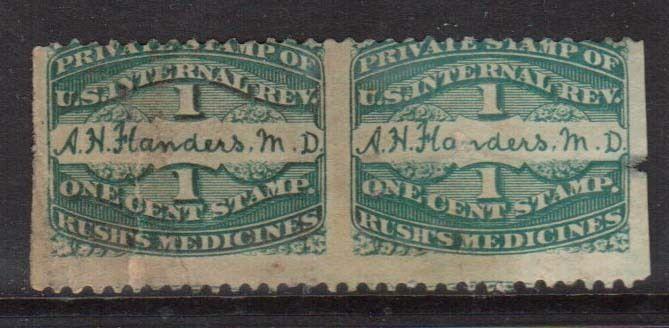 PRIVATE STAMP OF
U.S. INTERNAL REV.
1
A. H. Flanders, M. D.
1
ONE CENT STAMP.
RUSH'S MEDICINES
PRIVATE STAMP OF
U.S. INTERNAL REV.
1
A. H. Flanders, M. D.
1
ONE CENT STAMP.
RUSH'S MEDICINES